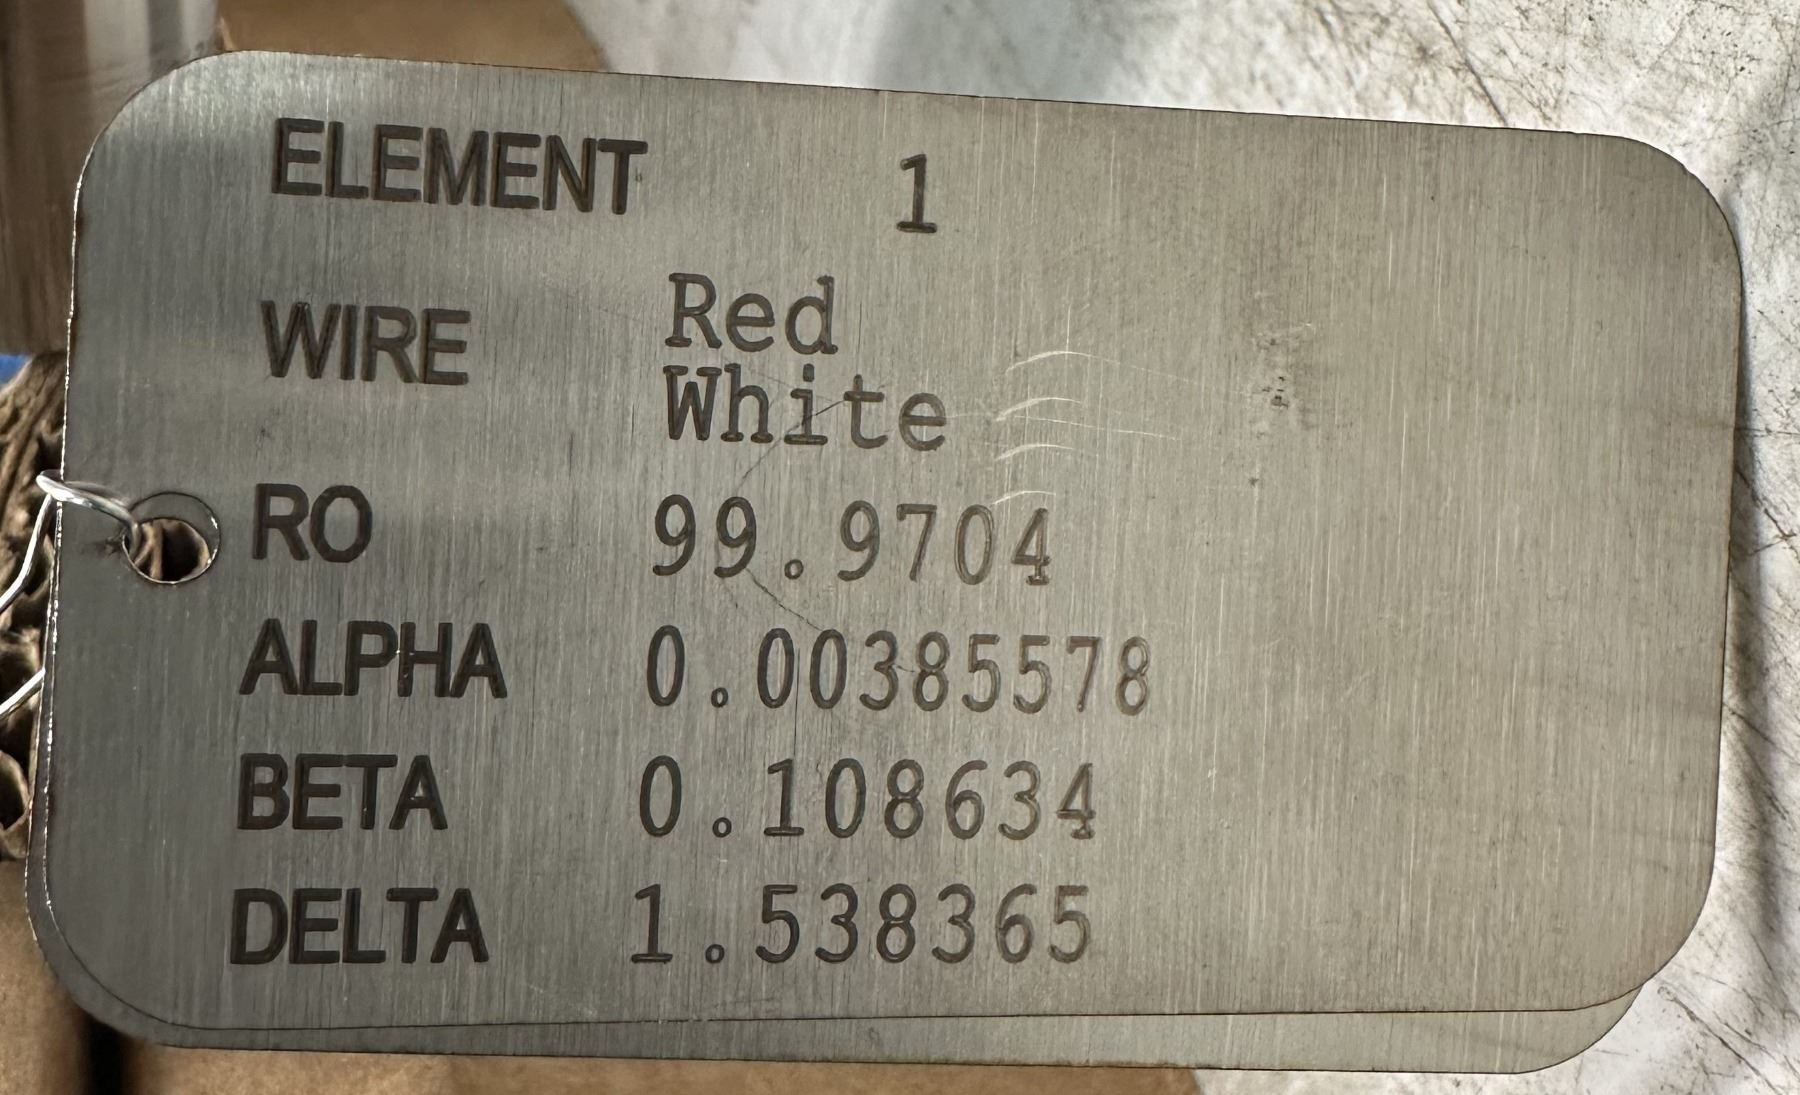 ELEMENT 1
WIRE Red
White
RO 99.9704
ALPHA 0.00385578
BETA 0.108634
DELTA 1.538365